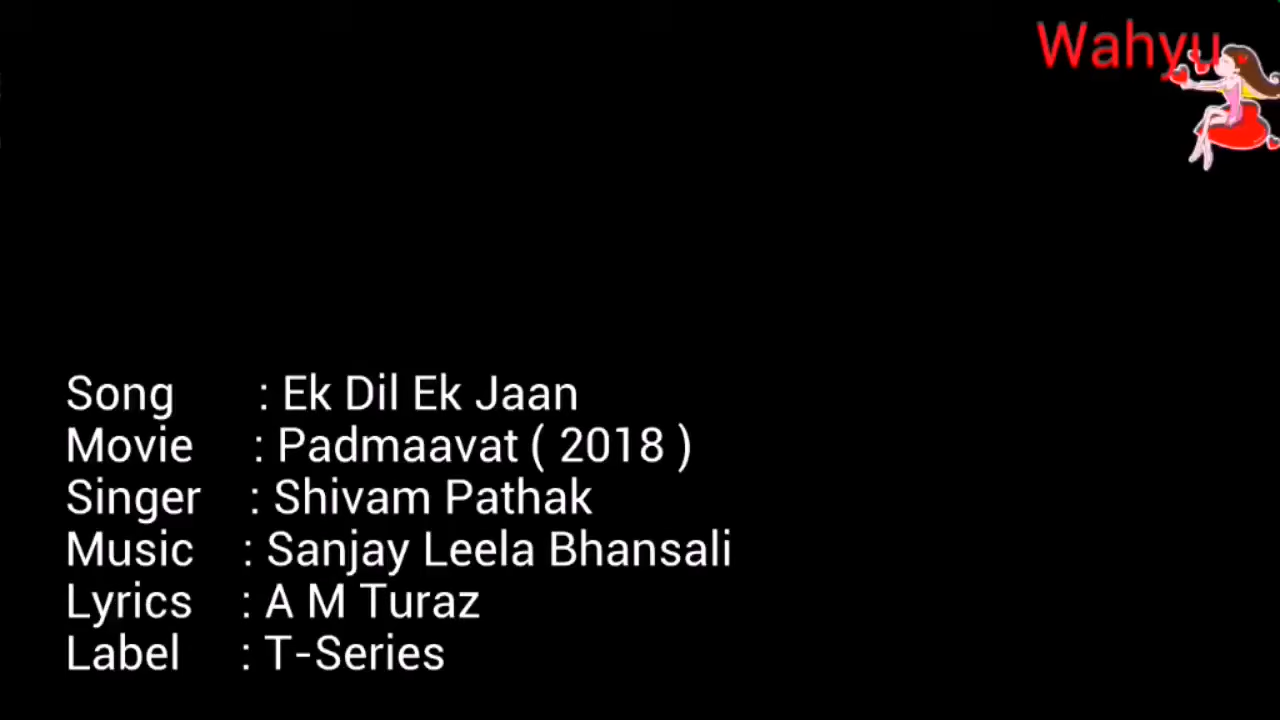 Wahyu
Song : Ek Dil Ek Jaan
Movie : Padmaavat ( 2018 )
Singer : Shivam Pathak
Music : Sanjay Leela Bhansali
Lyrics : A M Turaz
Label : T-Series